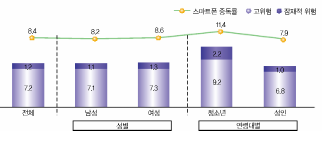 스마트폰 중독률 고위험 잠재적 위험
8.4 8.2 8.6 11.4 7.9
1.2 1.1 1.3 2.2 1.0
7.2 7.1 7.3 9.2 6.8
전체 남성 여성 청소년 성인
성별 연령대별